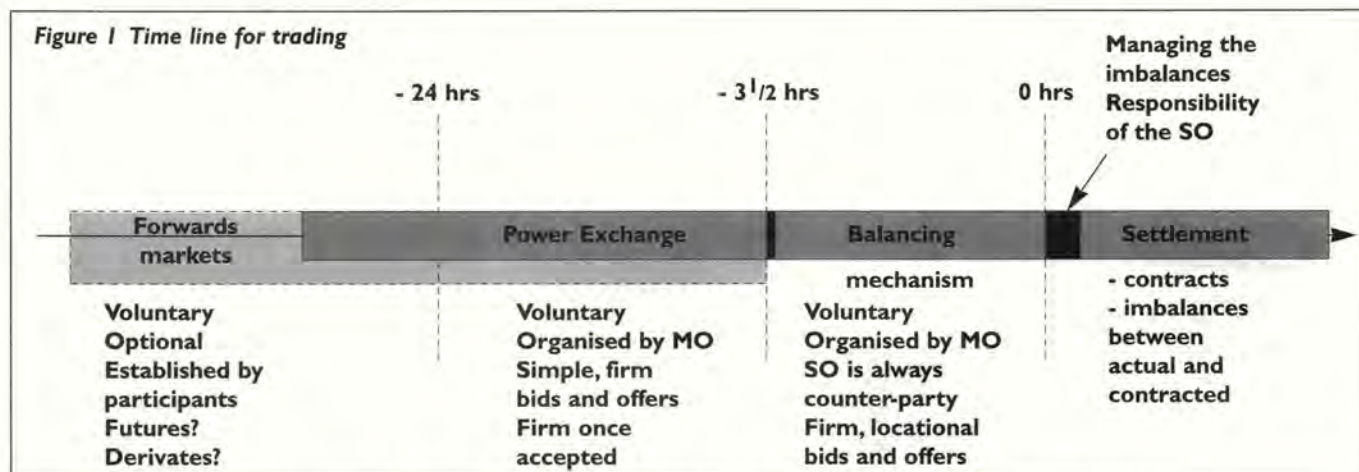 Figure 1 Time line for trading
Managing the
imbalances
Responsibility
of the SO
- 24 hrs
- 3 1/2 hrs
0 hrs
Forwards
markets
Power Exchange
Balancing
mechanism
Settlement
Voluntary
Optional
Established by
participants
Futures?
Derivates?
Voluntary
Organised by MO
Simple, firm
bids and offers
Firm once
accepted
Voluntary
Organised by MO
SO is always
counter-party
Firm, locational
bids and offers
- contracts
- imbalances
between
actual and
contracted